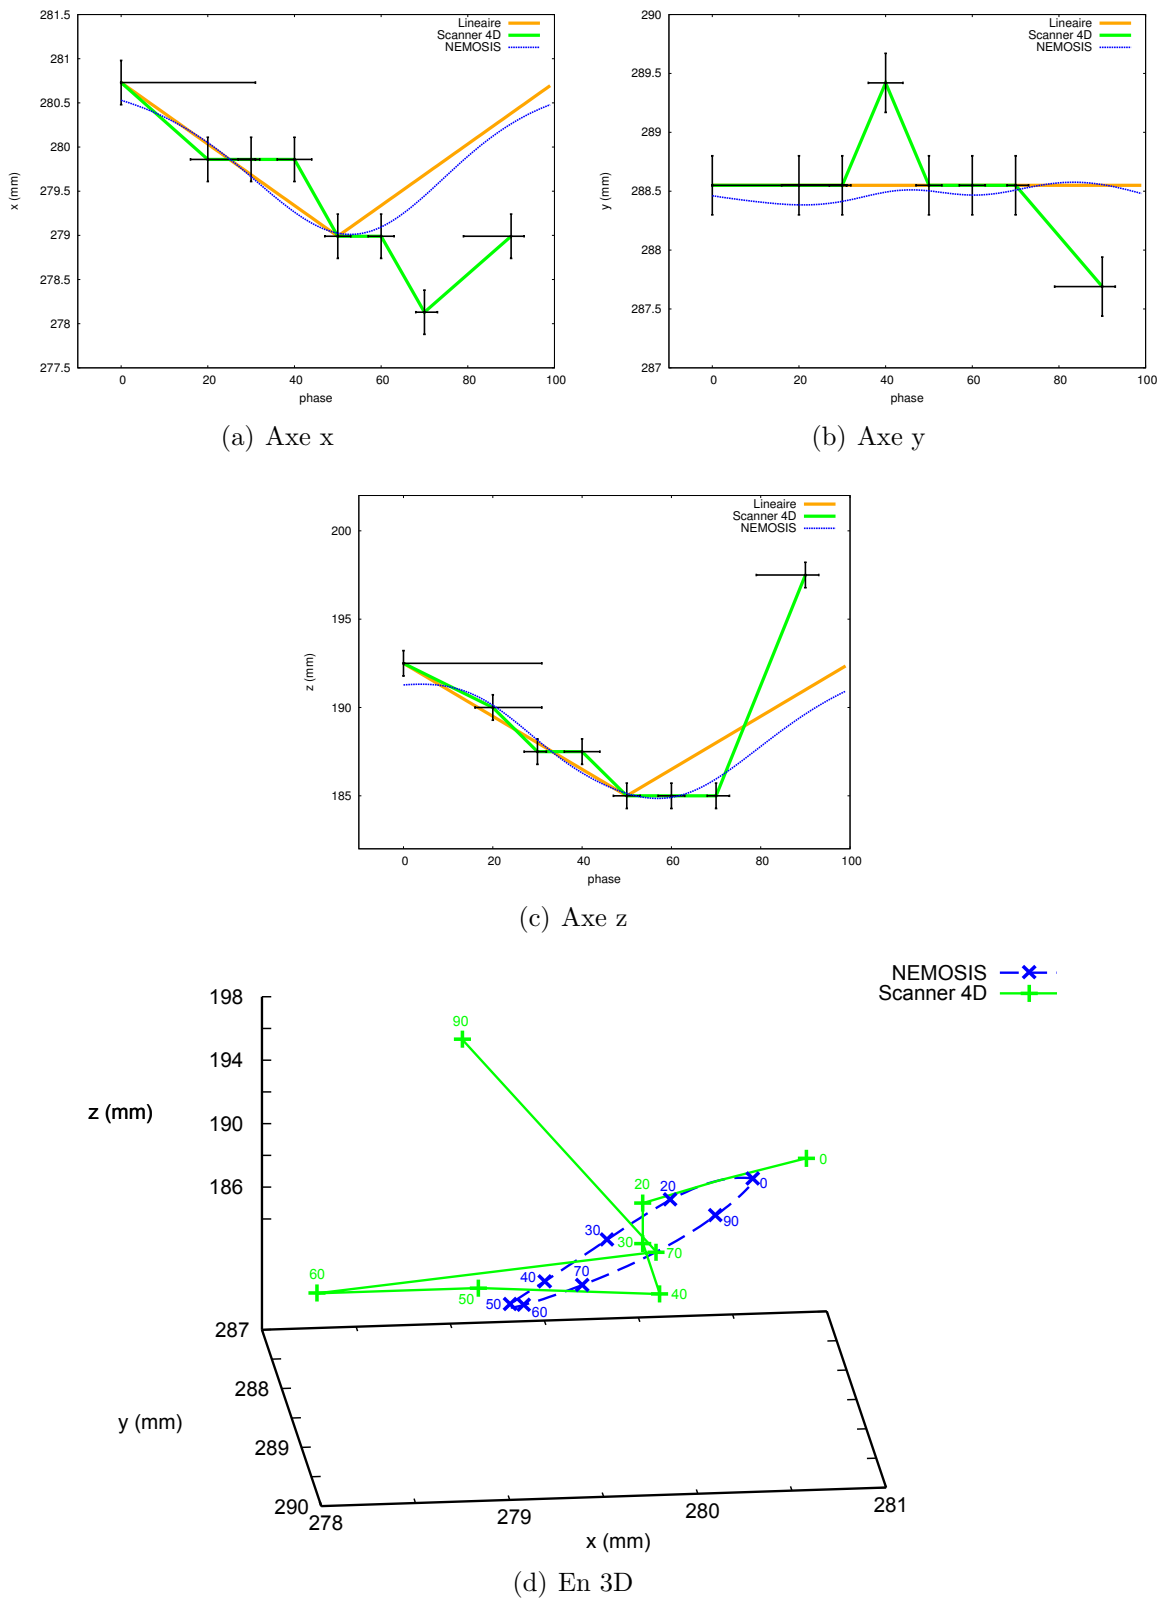 281.5
281
280.5
280
279.5
279
278.5
278
277.5
0 20 40 60 80 100
x (mm)
phase
Lineaire
Scanner 4D
NEMOSIS
(a) Axe x
290
289.5
289
288.5
288
287.5
287
0 20 40 60 80 100
y (mm)
phase
Lineaire
Scanner 4D
NEMOSIS
(b) Axe y
200
195
190
185
0 20 40 60 80 100
z (mm)
phase
Lineaire
Scanner 4D
NEMOSIS
(c) Axe z
NEMOSIS
Scanner 4D
198
194
z (mm)
190
186
90
0
20
20
0
90
30
30
70
60
40
70
50
40
50
60
287
288
y (mm)
289
290
278
279
280
281
x (mm)
(d) En 3D